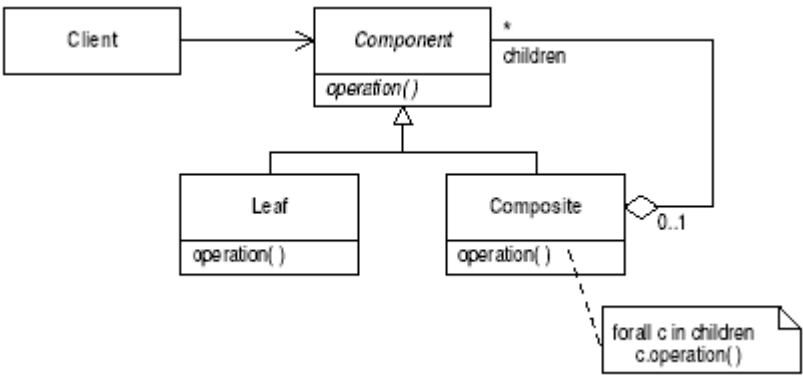 Client
Component
*
children
operation( )
Leaf
Composite
0..1
operation( )
operation( )
forall c in children
c.operation( )